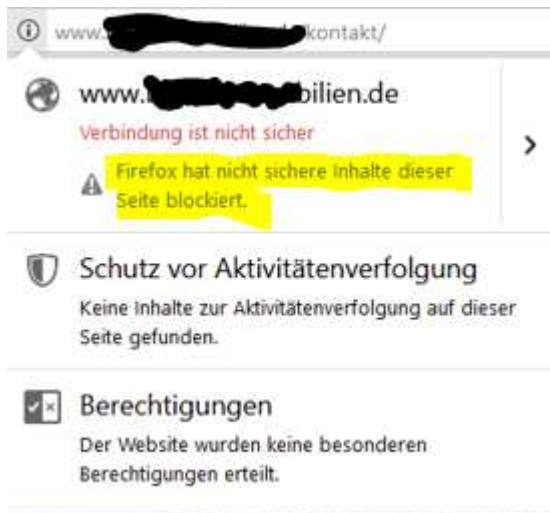 www. kontakt/
www. bilien.de
Verbindung ist nicht sicher
Firefox hat nicht sichere Inhalte dieser
Seite blockiert.
Schutz vor Aktivitätenverfolgung
Keine Inhalte zur Aktivitätenverfolgung auf dieser
Seite gefunden.
Berechtigungen
Der Website wurden keine besonderen
Berechtigungen erteilt.